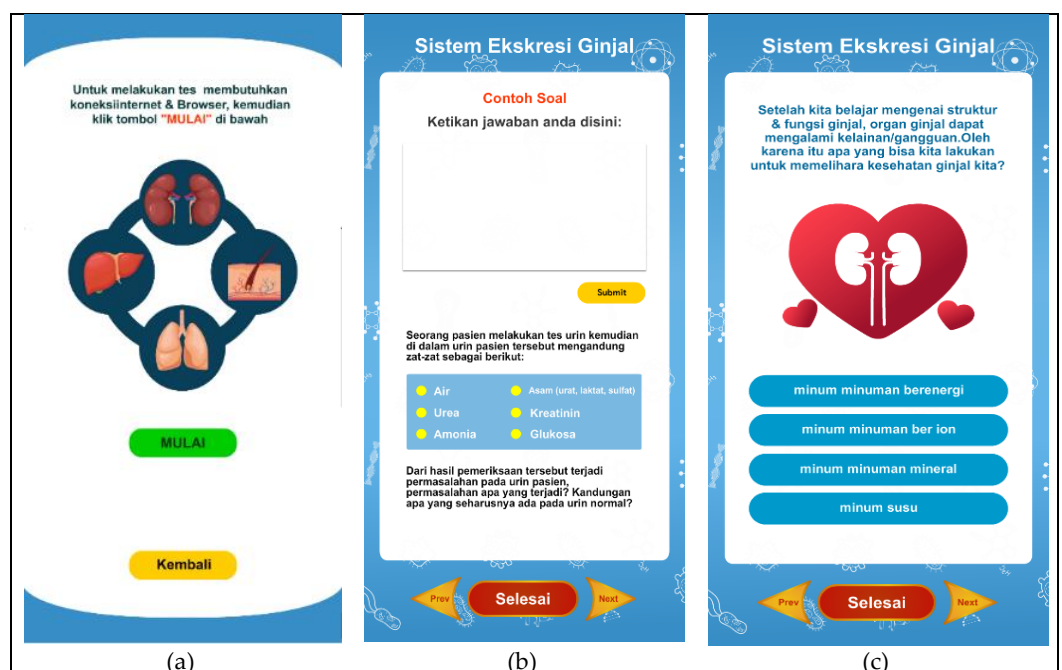 Untuk melakukan tes membutuhkan
koneksiinternet & Browser, kemudian
klik tombol "MULAI" di bawah
MULAI
Kembali
(a)
Sistem Ekskresi Ginjal
Contoh Soal
Ketikan jawaban anda disini:
Submit
Seorang pasien melakukan tes urin kemudian
di dalam urin pasien tersebut mengandung
zat-zat sebagai berikut:
Air
Asam (urat, laktat, sulfat)
Urea
Kreatinin
Amonia
Glukosa
Dari hasil pemeriksaan tersebut terjadi
permasalahan pada urin pasien,
permasalahan apa yang terjadi? Kandungan
apa yang seharusnya ada pada urin normal?
Prev
Selesai
Next
(b)
Sistem Ekskresi Ginjal
Setelah kita belajar mengenai struktur
& fungsi ginjal, organ ginjal dapat
mengalami kelainan/gangguan.Oleh
karena itu apa yang bisa kita lakukan
untuk memelihara kesehatan ginjal kita?
minum minuman berenergi
minum minuman ber ion
minum minuman mineral
minum susu
Prev
Selesai
Next
(c)